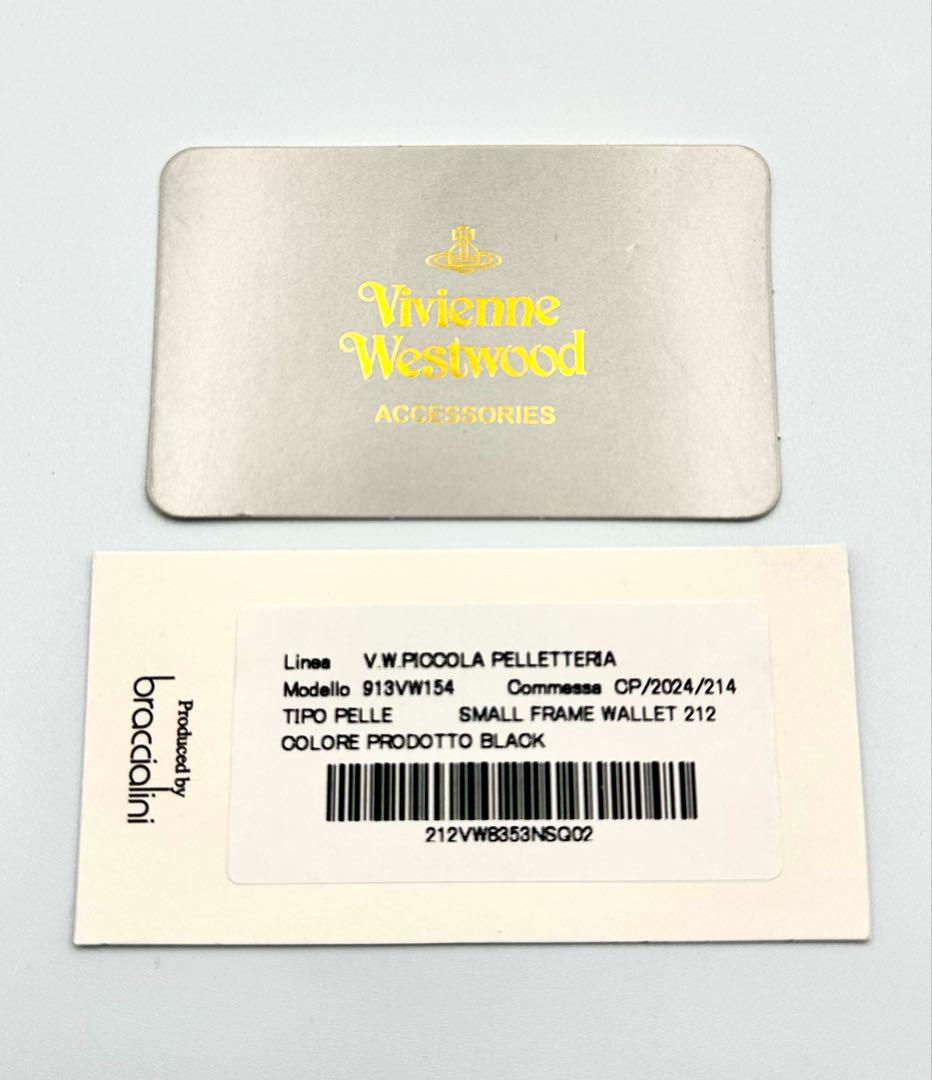 Vivienne
Westwood
ACCESSORIES
Produced by
braccialini
Linea V.W.PICCOLA PELLETTERIA
Modello 913VW154 Commessa CP/2024/214
TIPO PELLE SMALL FRAME WALLET 212
COLORE PRODOTTO BLACK
212VW8353NSQ02